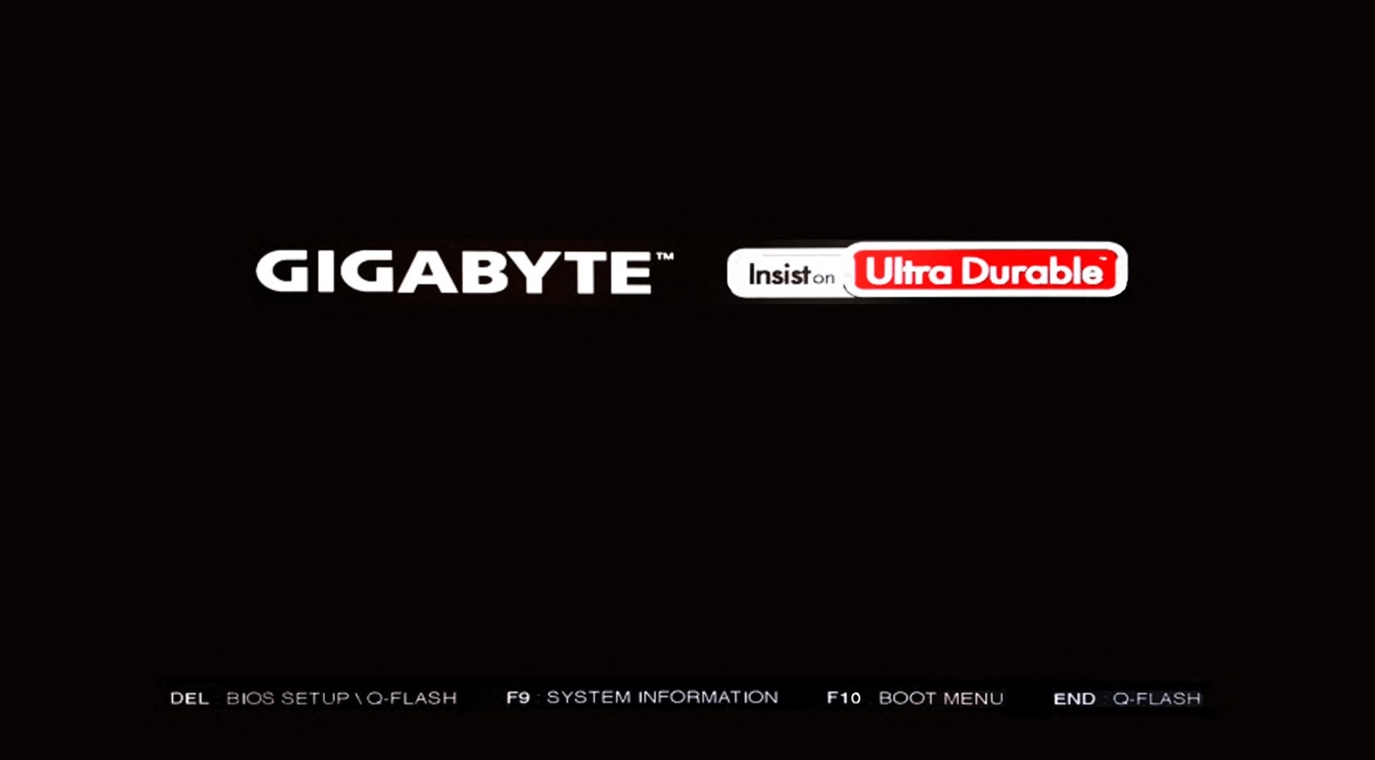 GIGABYTE™ Insist on Ultra Durable™
DEL : BIOS SETUP \ Q-FLASH F9 : SYSTEM INFORMATION F10 : BOOT MENU END : Q-FLASH